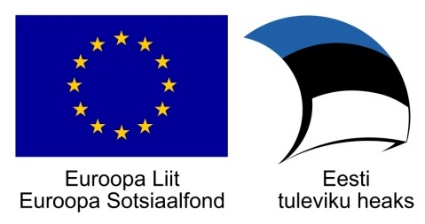 Euroopa Liit
Euroopa Sotsiaalfond
Eesti
tuleviku heaks